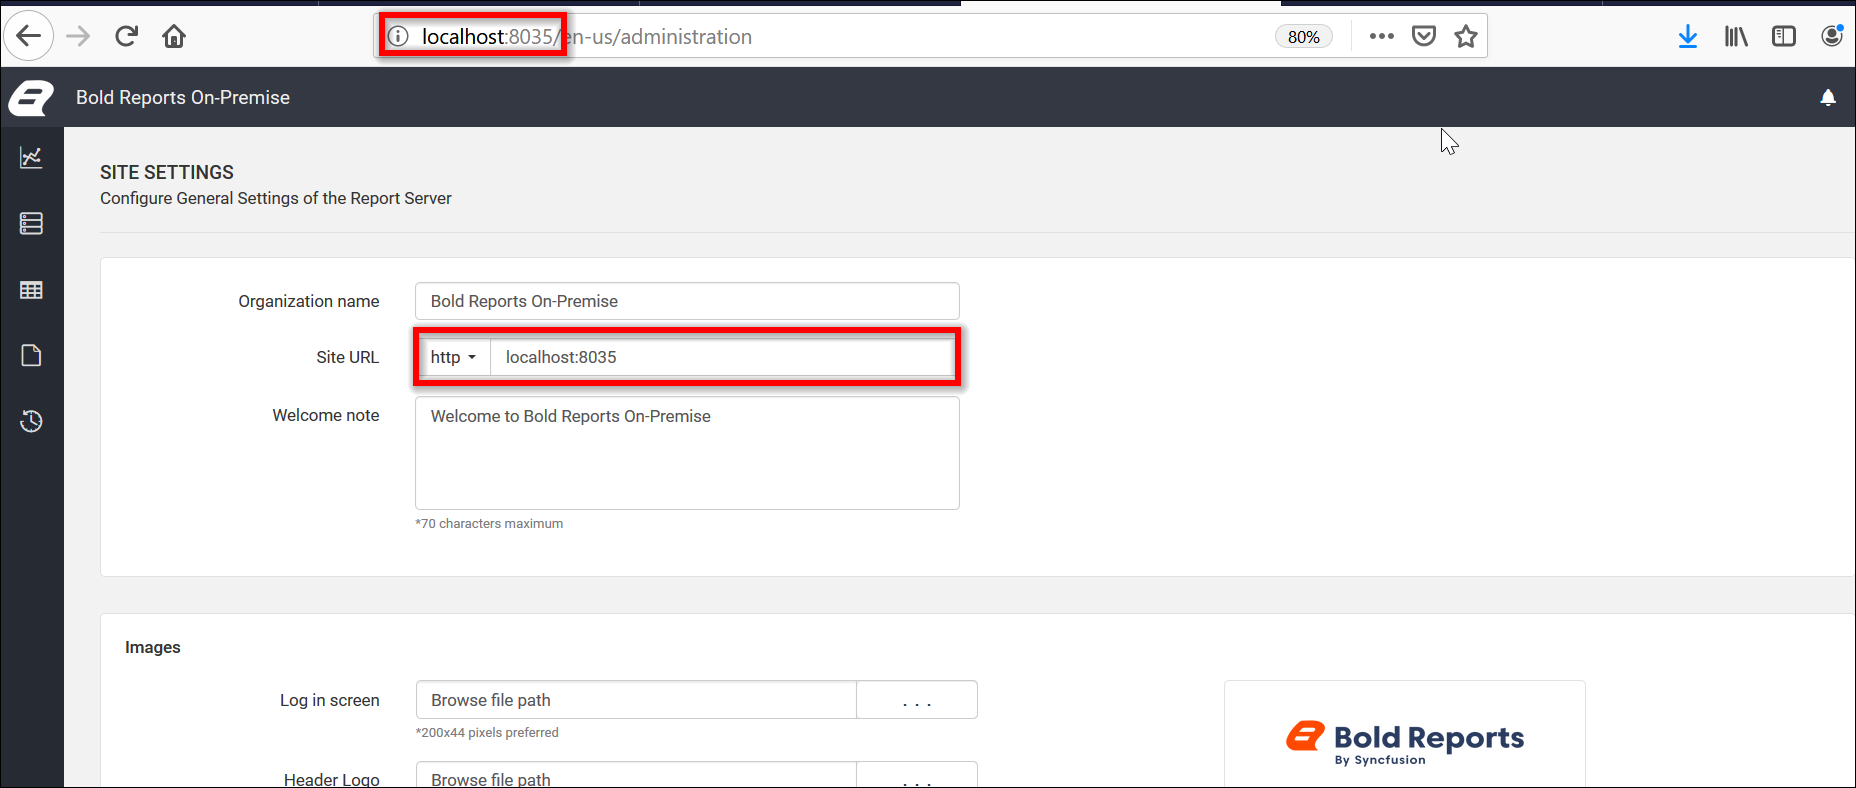 localhost:8035/en-us/administration
80%
Bold Reports On-Premise
SITE SETTINGS
Configure General Settings of the Report Server
Organization name
Bold Reports On-Premise
Site URL
http
localhost:8035
Welcome note
Welcome to Bold Reports On-Premise
*70 characters maximum
Images
Log in screen
Browse file path
. . .
*200x44 pixels preferred
Bold Reports
By Syncfusion
Header Logo
Browse file path
. . .